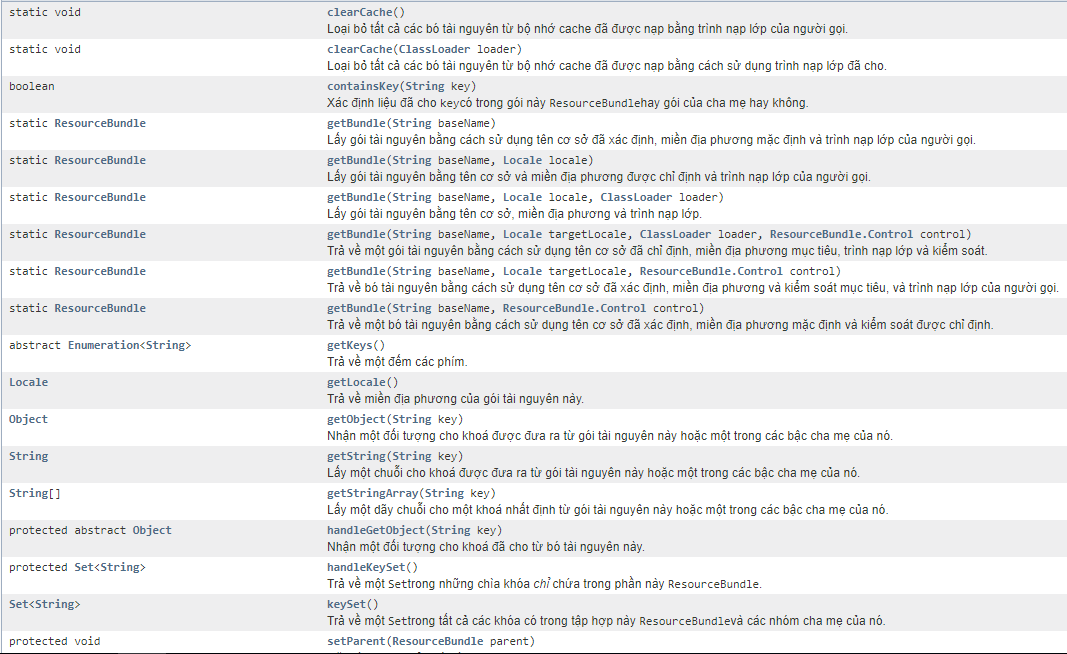 static void clearCache()
Loại bỏ tất cả các bó tài nguyên từ bộ nhớ cache đã được nạp bằng trình nạp lớp của người gọi.
static void clearCache(ClassLoader loader)
Loại bỏ tất cả các bó tài nguyên từ bộ nhớ cache đã được nạp bằng cách sử dụng trình nạp lớp đã cho.
boolean containsKey(String key)
Xác định liệu đã cho keycó trong gói này ResourceBundlehay gói của cha mẹ hay không.
static ResourceBundle getBundle(String baseName)
Lấy gói tài nguyên bằng cách sử dụng tên cơ sở đã xác định, miền địa phương mặc định và trình nạp lớp của người gọi.
static ResourceBundle getBundle(String baseName, Locale locale)
Lấy gói tài nguyên bằng tên cơ sở và miền địa phương được chỉ định và trình nạp lớp của người gọi.
static ResourceBundle getBundle(String baseName, Locale locale, ClassLoader loader)
Lấy gói tài nguyên bằng tên cơ sở, miền địa phương và trình nạp lớp.
static ResourceBundle getBundle(String baseName, Locale targetLocale, ClassLoader loader, ResourceBundle.Control control)
Trả về một gói tài nguyên bằng cách sử dụng tên cơ sở đã chỉ định, miền địa phương mục tiêu, trình nạp lớp và kiểm soát.
static ResourceBundle getBundle(String baseName, Locale targetLocale, ResourceBundle.Control control)
Trả về bó tài nguyên bằng cách sử dụng tên cơ sở đã xác định, miền địa phương và kiểm soát mục tiêu, và trình nạp lớp của người gọi.
static ResourceBundle getBundle(String baseName, ResourceBundle.Control control)
Trả về một bó tài nguyên bằng cách sử dụng tên cơ sở đã xác định, miền địa phương mặc định và kiểm soát được chỉ định.
abstract Enumeration<String> getKeys()
Trả về một đếm các phím.
Locale getLocale()
Trả về miền địa phương của gói tài nguyên này.
Object getObject(String key)
Nhận một đối tượng cho khoá được đưa ra từ gói tài nguyên này hoặc một trong các bậc cha mẹ của nó.
String getString(String key)
Lấy một chuỗi cho khoá được đưa ra từ gói tài nguyên này hoặc một trong các bậc cha mẹ của nó.
String[] getStringArray(String key)
Lấy một dãy chuỗi cho một khoá nhất định từ gói tài nguyên này hoặc một trong các bậc cha mẹ của nó.
protected abstract Object handleGetObject(String key)
Nhận một đối tượng cho khoá đã cho từ bó tài nguyên này.
protected Set<String> handleKeySet()
Trả về một Settrong những chìa khóa chỉ chứa trong phần này ResourceBundle.
Set<String> keySet()
Trả về một Settrong tất cả các khóa có trong tập hợp này ResourceBundlevà các nhóm cha mẹ của nó.
protected void setParent(ResourceBundle parent)